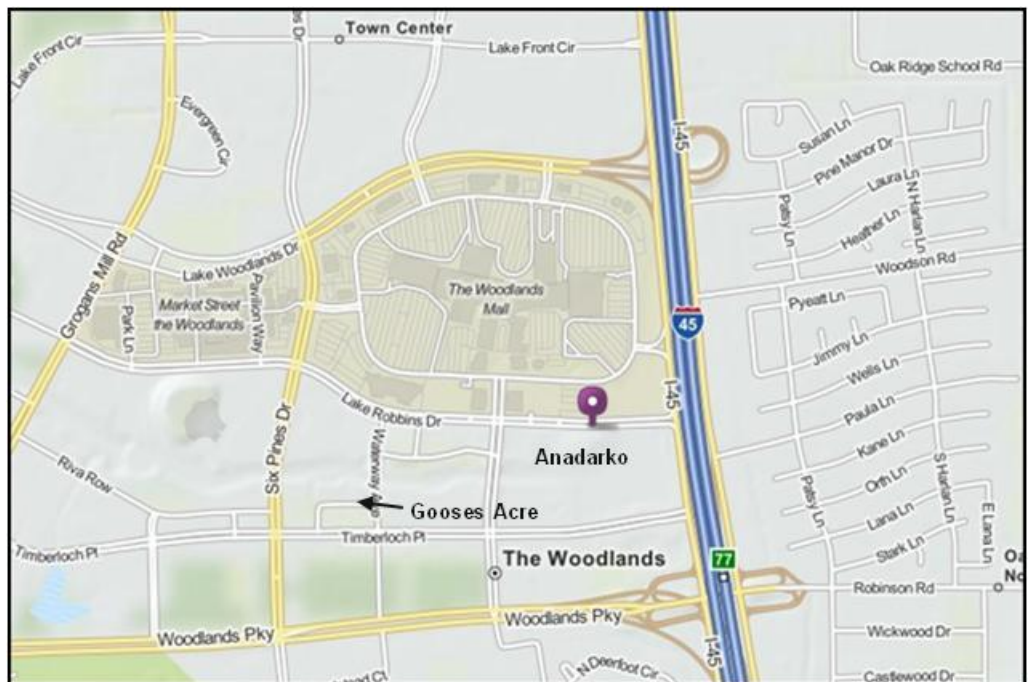 Town Center
Lake Front Cir
Lake Front Cir
Oak Ridge School Rd
I-45
Evergreen Cir
Susan Ln
Pine Manor Dr
Laura L
S N Harlan Ln
Patsy Ln
Heather Ln
Grogans Mill Rd
Lake Woodlands Dr
Woodson Rd
Market Street
the Woodlands
Pavilion Way
Park Ln
The Woodlands
Mall
Pyeatt Ln
45
Jimmy Ln
Wells Ln
I-45
Paula Ln
Lake Robbins Dr
Anadarko
Kane Ln
Six Pines Dr
Riva Row
Orth Ln
S Harlan Ln
Patsy Ln
E Lana Ln
Gooses Acre
Lana Ln
Timberloch Pl
Timberloch Pl
Stark Ln
The Woodlands
77
Robinson Rd
Woodlands Pky
Woodlands Pky
Wickwood Dr
I-45
N Deerfoot Cir
Castlewood Dr